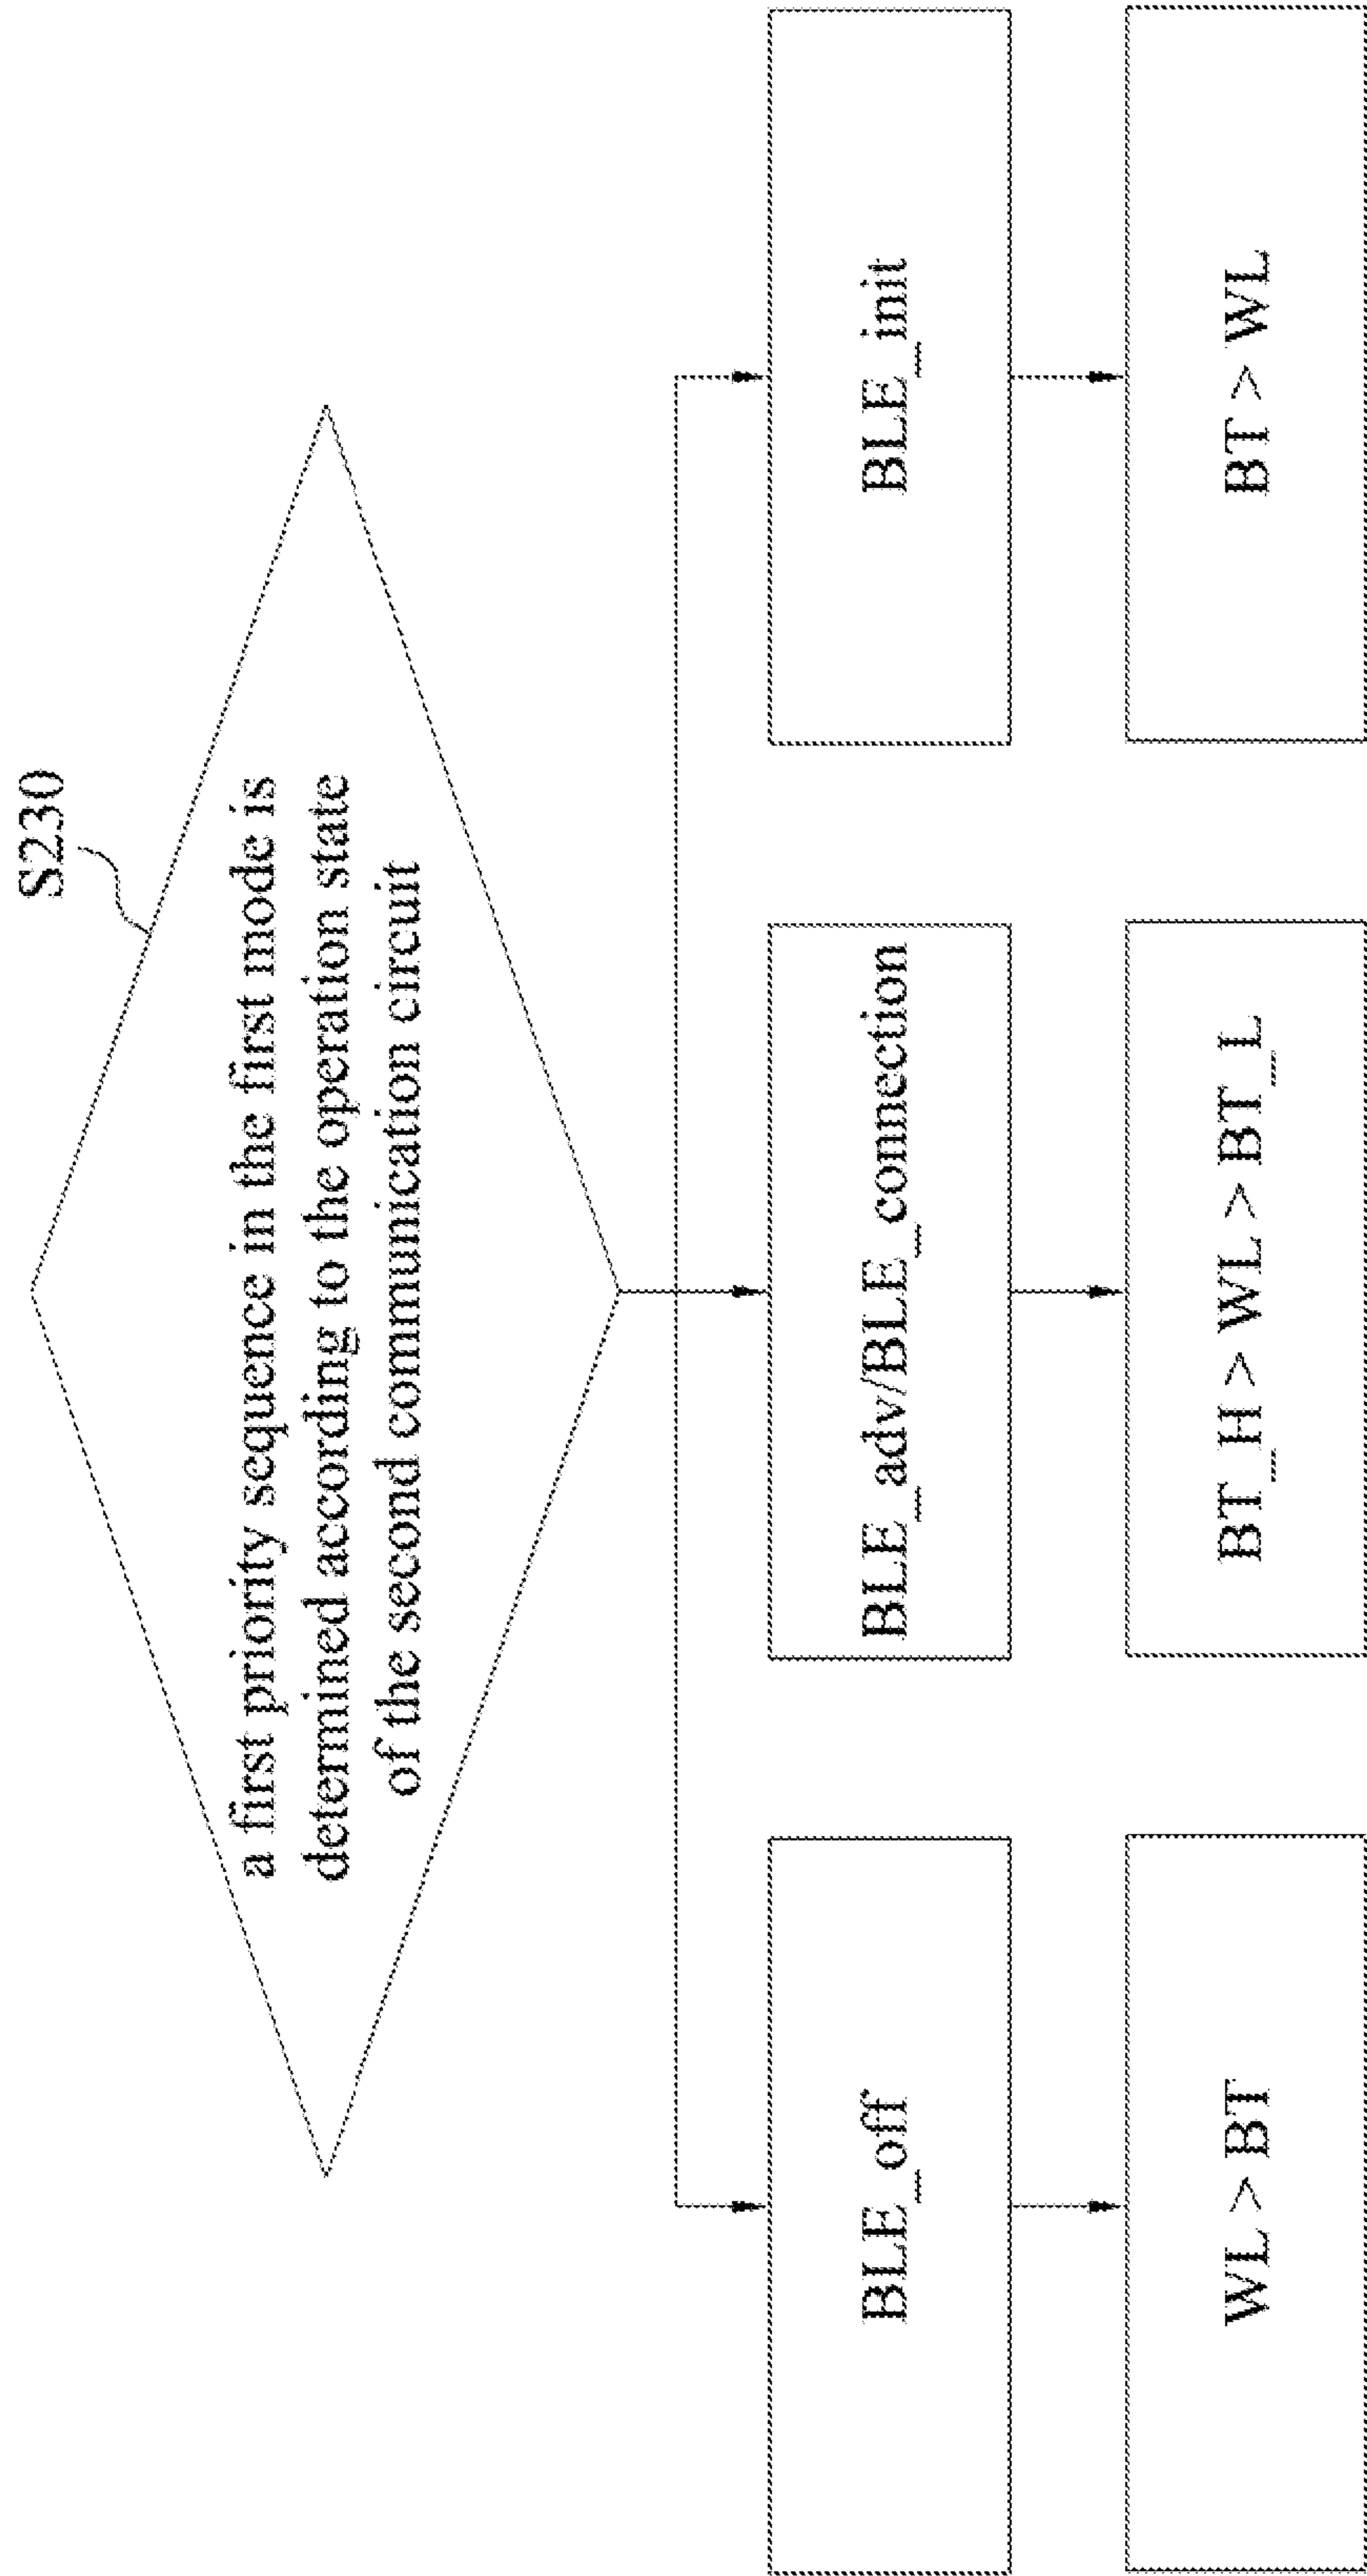 S230
a first priority sequence in the first mode is
determined according to the operation state
of the second communication circuit
BLE_off
BLE_adv/BLE_connection
BLE_init
WL > BT
BT_H > WL > BT_L
BT > WL